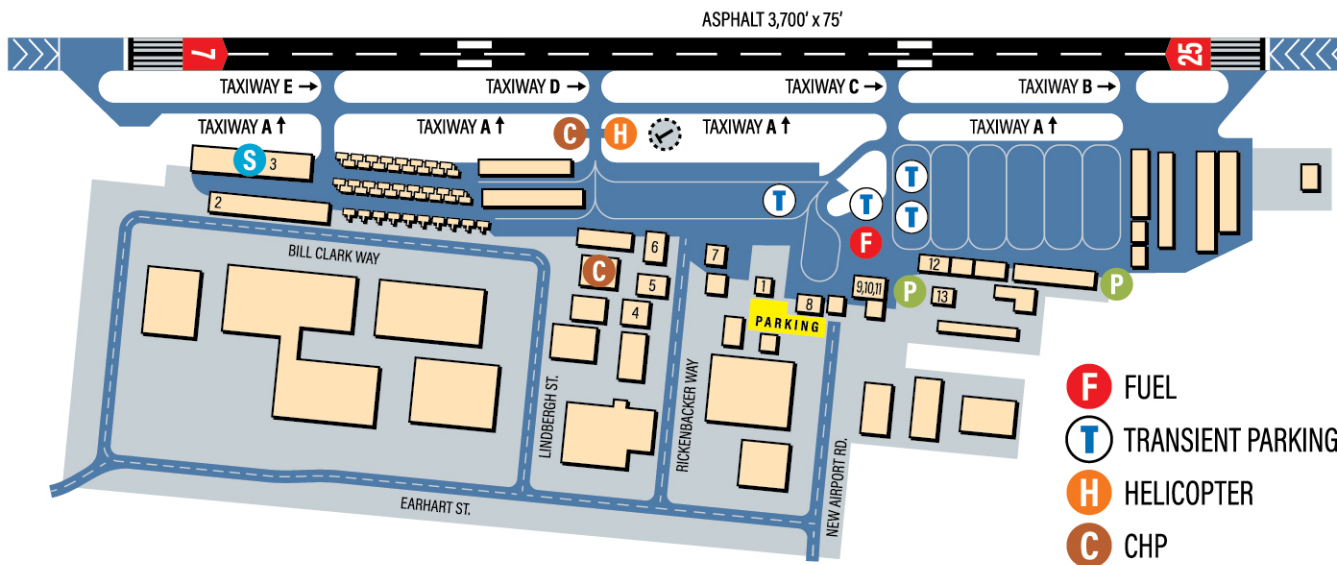 ASPHALT 3,700’ x 75’
7
25
TAXIWAY E →
TAXIWAY D →
TAXIWAY C →
TAXIWAY B →
TAXIWAY A ↑
TAXIWAY A ↑
C
H
TAXIWAY A ↑
TAXIWAY A ↑
S
3
T
T
2
T
T
BILL CLARK WAY
6
7
F
12
C
5
1
9,10,11
P
13
P
4
8
PARKING
LINDBERGH ST.
RICKENBACKER WAY
NEW AIRPORT RD.
EARHART ST.
F FUEL
T TRANSIENT PARKING
H HELICOPTER
C CHP